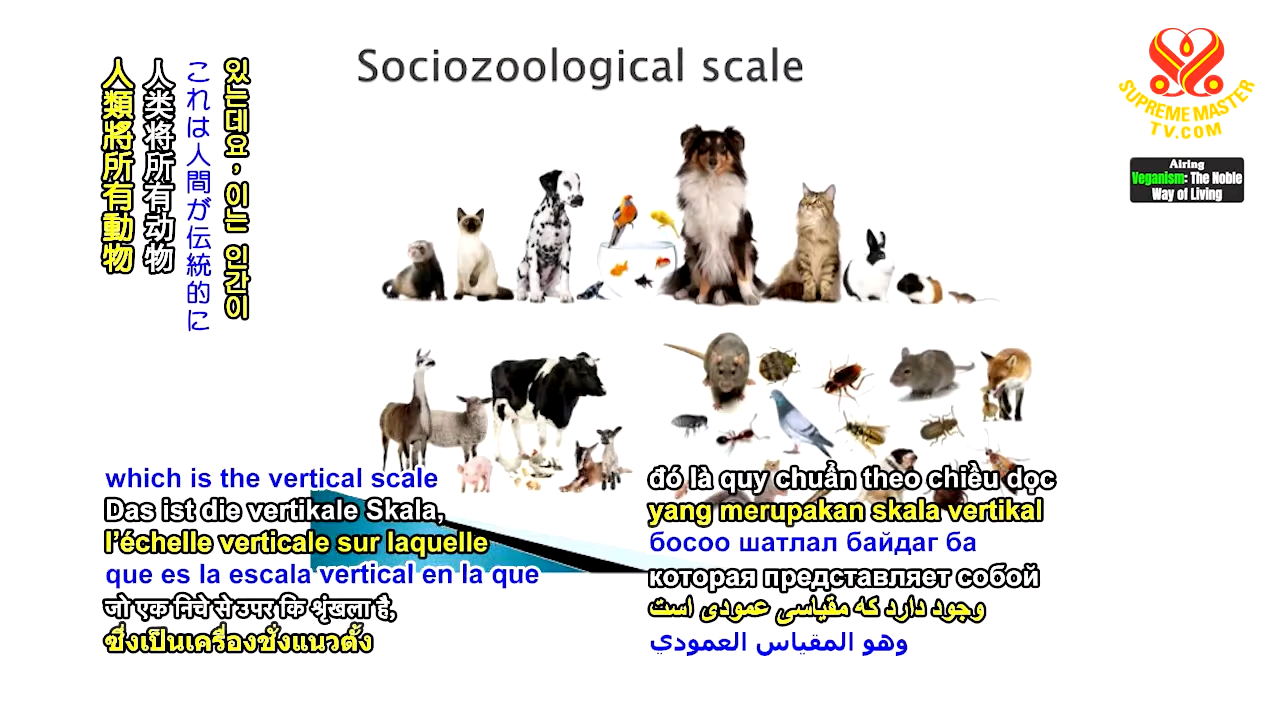 Sociozoological scale
SUPREME MASTER
TV.COM
Airing
Veganism: The Noble
Way of Living
있는데요, 이는 인간이
これは人間が伝統的に
人类将所有动物
人類將所有動物
which is the vertical scale
Das ist die vertikale Skala,
l'échelle verticale sur laquelle
que es la escala vertical en la que
जो एक निचे से उपर कि श्रृंखला है,
ซึ่งเป็นเครื่องชั่งแนวตั้ง
đó là quy chuẩn theo chiều dọc
yang merupakan skala vertikal
босоо шатлал байдаг ба
которая представляет собой
وجود دارد که مقیاسی عمودی است
وهو المقياس العمودي